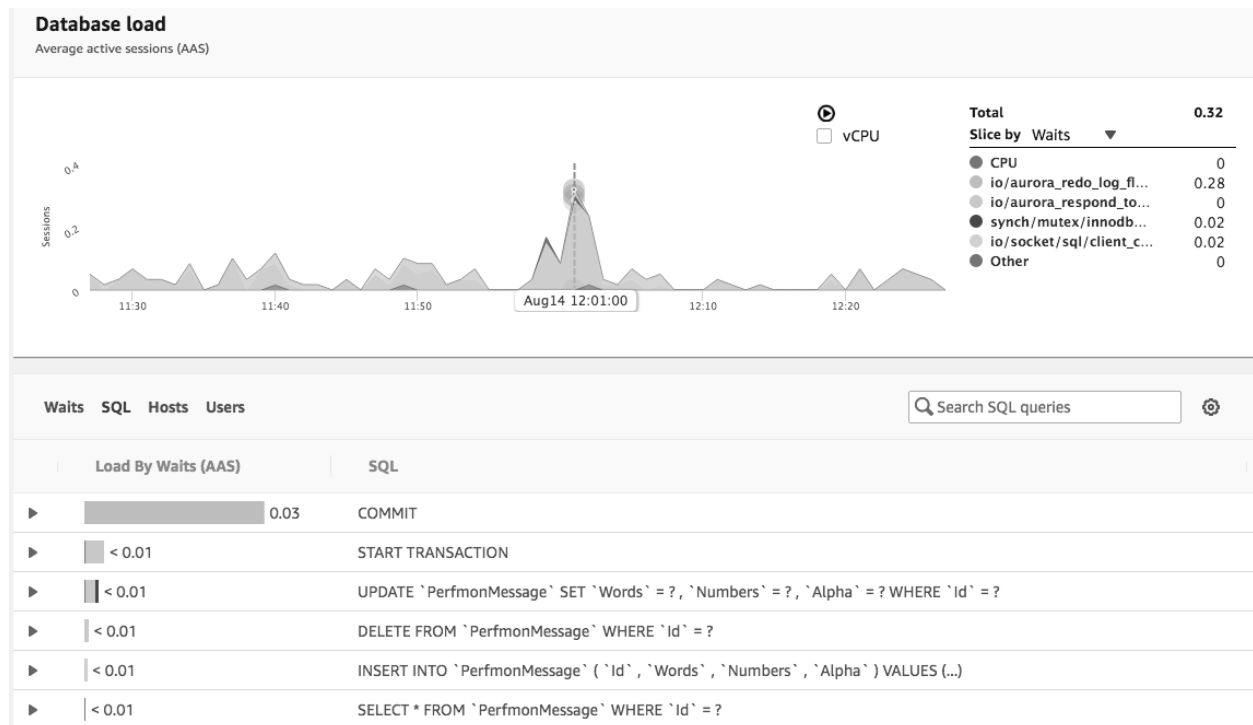 Database load
Average active sessions (AAS)
vCPU
Total 0.32
Slice by Waits
CPU 0
io/aurora_redo_log_fl... 0.28
io/aurora_respond_to... 0
synch/mutex/innodb... 0.02
io/socket/sql/client_c... 0.02
Other 0
Sessions
0.4
0.2
0
11:30 11:40 11:50 Aug14 12:01:00 12:10 12:20
Waits SQL Hosts Users Search SQL queries
Load By Waits (AAS) SQL
0.03 COMMIT
< 0.01 START TRANSACTION
< 0.01 UPDATE `PerfmonMessage` SET `Words` = ? , `Numbers` = ? , `Alpha` = ? WHERE `Id` = ?
< 0.01 DELETE FROM `PerfmonMessage` WHERE `Id` = ?
< 0.01 INSERT INTO `PerfmonMessage` ( `Id` , `Words` , `Numbers` , `Alpha` ) VALUES (...)
< 0.01 SELECT * FROM `PerfmonMessage` WHERE `Id` = ?